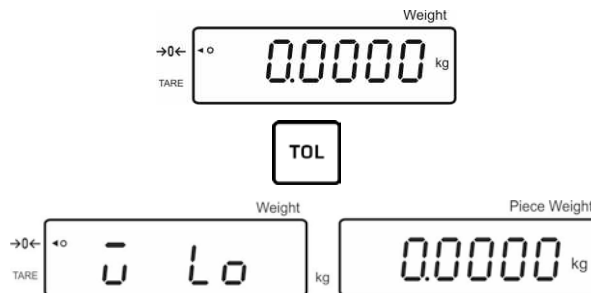 Weight
→0← ◄ o 0.0000 kg
TARE
TOL
Weight Piece Weight
→0← ◄ o ū Lo kg 0.0000 kg
TARE